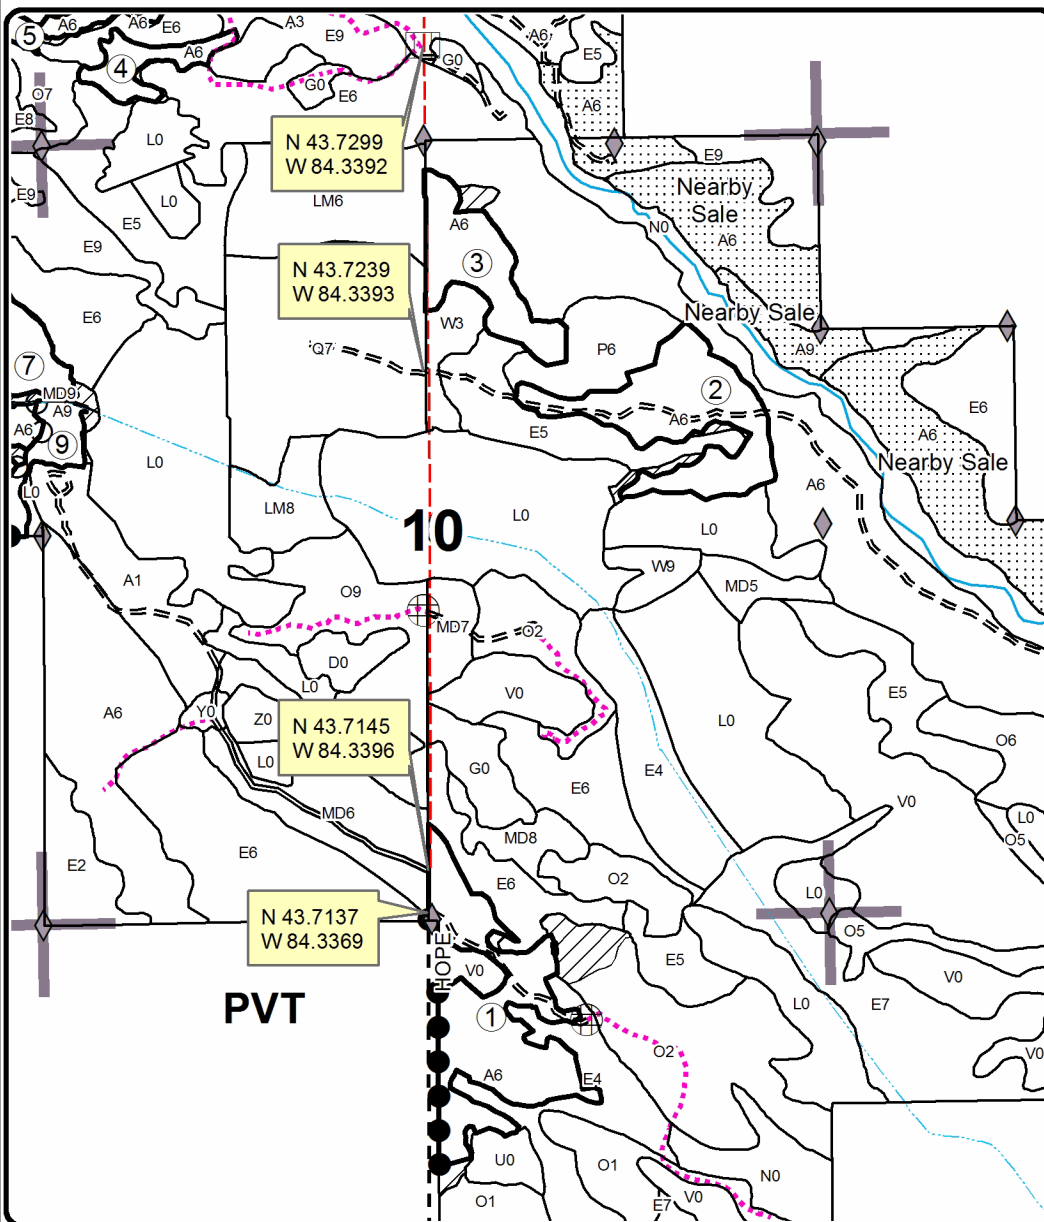 A6
A6
E6
A3
E9
A6
E5
5
4
A6
G0
G0
E6
A6
O7
E8
L0
N 43.7299
W 84.3392
E9
E9
L0
LM6
Nearby
Sale
E5
A6
N0
A6
E9
3
N 43.7239
W 84.3393
E6
W3
Nearby Sale
Q7
P6
A9
7
MD9
A9
2
E6
A6
9
E5
A6
A6
L0
Nearby Sale
L0
A6
LM8
10
L0
L0
A1
O9
W9
MD5
MD7
O2
D0
L0
V0
E5
A6
Y0
Z0
L0
N 43.7145
W 84.3396
O6
L0
G0
E4
E6
V0
MD6
L0
O5
E2
E6
MD8
E6
O2
L0
N 43.7137
W 84.3369
HOPE
O5
V0
E5
V0
PVT
1
L0
E7
O2
V0
A6
E4
U0
O1
N0
O1
E7
V0